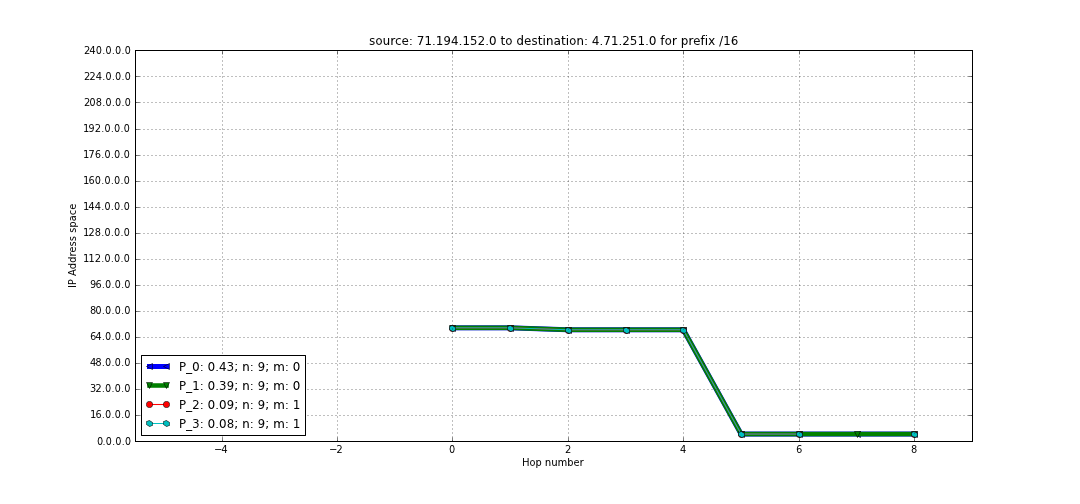 source: 71.194.152.0 to destination: 4.71.251.0 for prefix /16
240.0.0.0
224.0.0.0
208.0.0.0
192.0.0.0
176.0.0.0
160.0.0.0
144.0.0.0
128.0.0.0
112.0.0.0
96.0.0.0
80.0.0.0
64.0.0.0
48.0.0.0
32.0.0.0
16.0.0.0
0.0.0.0
IP Address space
P_0: 0.43; n: 9; m: 0
P_1: 0.39; n: 9; m: 0
P_2: 0.09; n: 9; m: 1
P_3: 0.08; n: 9; m: 1
−4 −2 0 2 4 6 8
Hop number